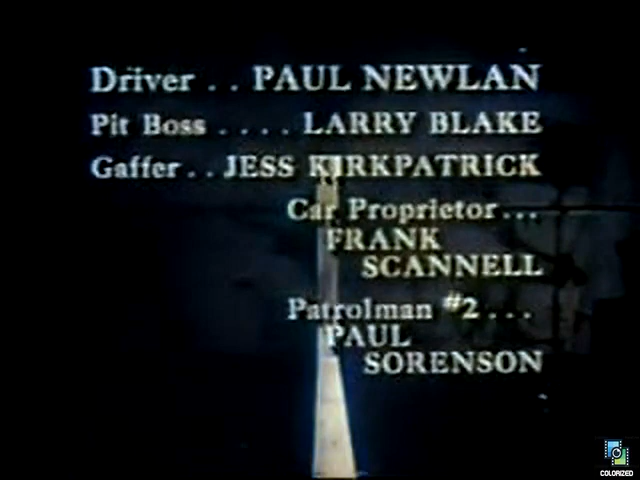 Driver . . PAUL NEWLAN
Pit Boss . . . . LARRY BLAKE
Gaffer . . JESS KIRKPATRICK
Car Proprietor . . .
FRANK
SCANNELL
Patrolman #2 . . .
PAUL
SORENSON
COLORIZED